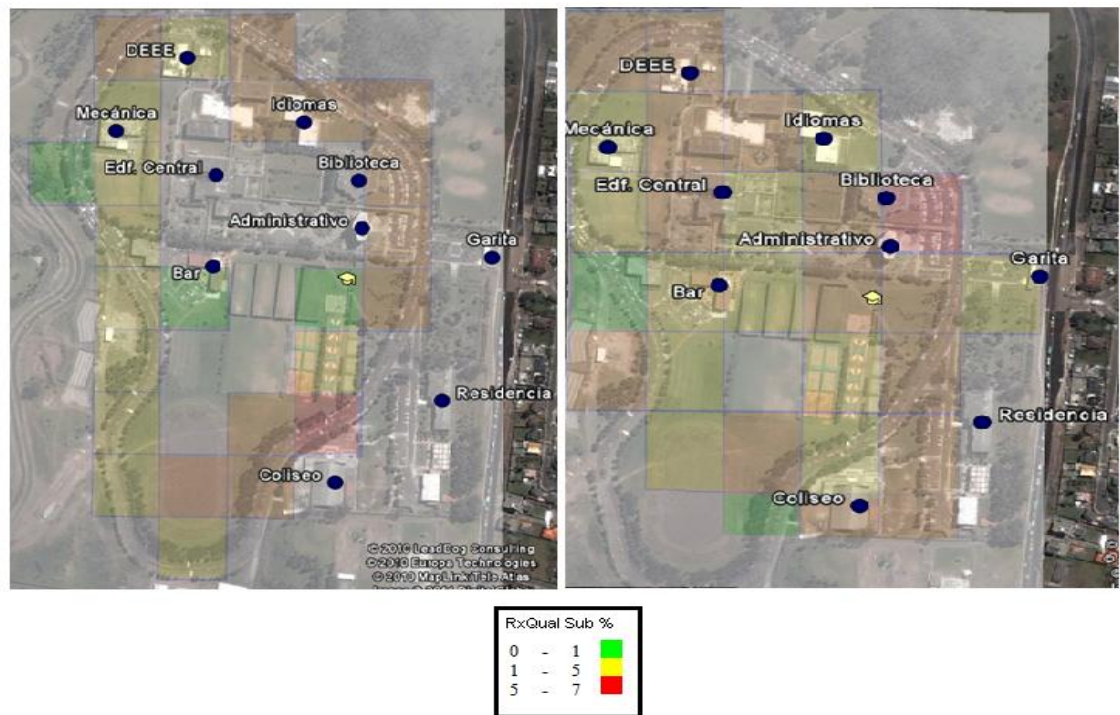 DEEE
Mecánica
Idiomas
Edf. Central
Biblioteca
Administrativo
Garita
Bar
Residencia
Coliseo
© 2010 LeadDog Consulting
© 2010 Europa Technologies
© 2010 MapLink/Tele Atlas
DEEE
Mecánica
Idiomas
Edf. Central
Biblioteca
Administrativo
Garita
Bar
Residencia
Coliseo
RxQual Sub %
0 - 1
1 - 5
5 - 7